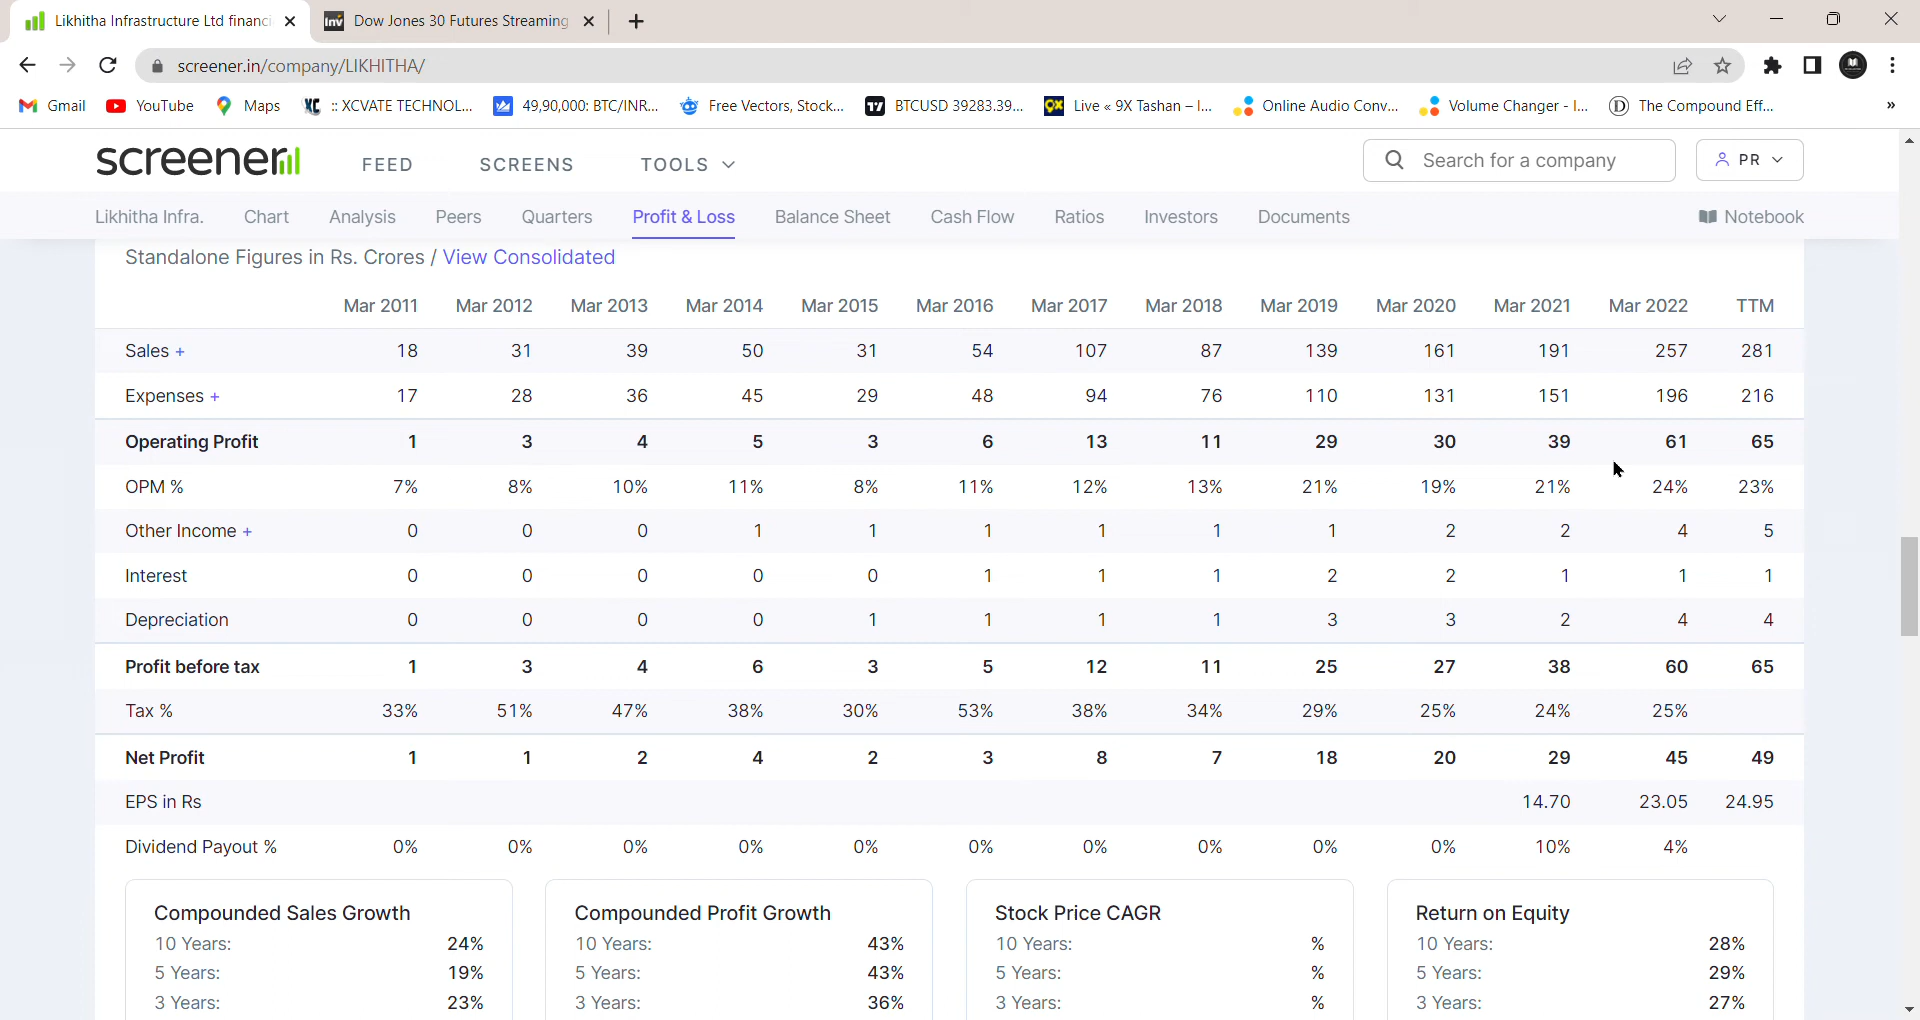 Likhitha Infrastructure Ltd financi
Dow Jones 30 Futures Streaming
screener.in/company/LIKHITHA/
Gmail YouTube Maps :: XCVATE TECHNOL... 49,90,000: BTC/INR... Free Vectors, Stock... BTCUSD 39283.39... Live « 9X Tashan – I... Online Audio Conv... Volume Changer - I... The Compound Eff... »
screener FEED SCREENS TOOLS Search for a company PR
Likhitha Infra. Chart Analysis Peers Quarters Profit & Loss Balance Sheet Cash Flow Ratios Investors Documents Notebook
Standalone Figures in Rs. Crores / View Consolidated
Mar 2011 Mar 2012 Mar 2013 Mar 2014 Mar 2015 Mar 2016 Mar 2017 Mar 2018 Mar 2019 Mar 2020 Mar 2021 Mar 2022 TTM
Sales + 18 31 39 50 31 54 107 87 139 161 191 257 281
Expenses + 17 28 36 45 29 48 94 76 110 131 151 196 216
Operating Profit 1 3 4 5 3 6 13 11 29 30 39 61 65
OPM % 7% 8% 10% 11% 8% 11% 12% 13% 21% 19% 21% 24% 23%
Other Income + 0 0 0 1 1 1 1 1 1 2 2 4 5
Interest 0 0 0 0 0 1 1 1 2 2 1 1 1
Depreciation 0 0 0 0 1 1 1 1 3 3 2 4 4
Profit before tax 1 3 4 6 3 5 12 11 25 27 38 60 65
Tax % 33% 51% 47% 38% 30% 53% 38% 34% 29% 25% 24% 25%
Net Profit 1 1 2 4 2 3 8 7 18 20 29 45 49
EPS in Rs 14.70 23.05 24.95
Dividend Payout % 0% 0% 0% 0% 0% 0% 0% 0% 0% 0% 10% 4%
Compounded Sales Growth
10 Years: 24%
5 Years: 19%
3 Years: 23%
Compounded Profit Growth
10 Years: 43%
5 Years: 43%
3 Years: 36%
Stock Price CAGR
10 Years: %
5 Years: %
3 Years: %
Return on Equity
10 Years: 28%
5 Years: 29%
3 Years: 27%